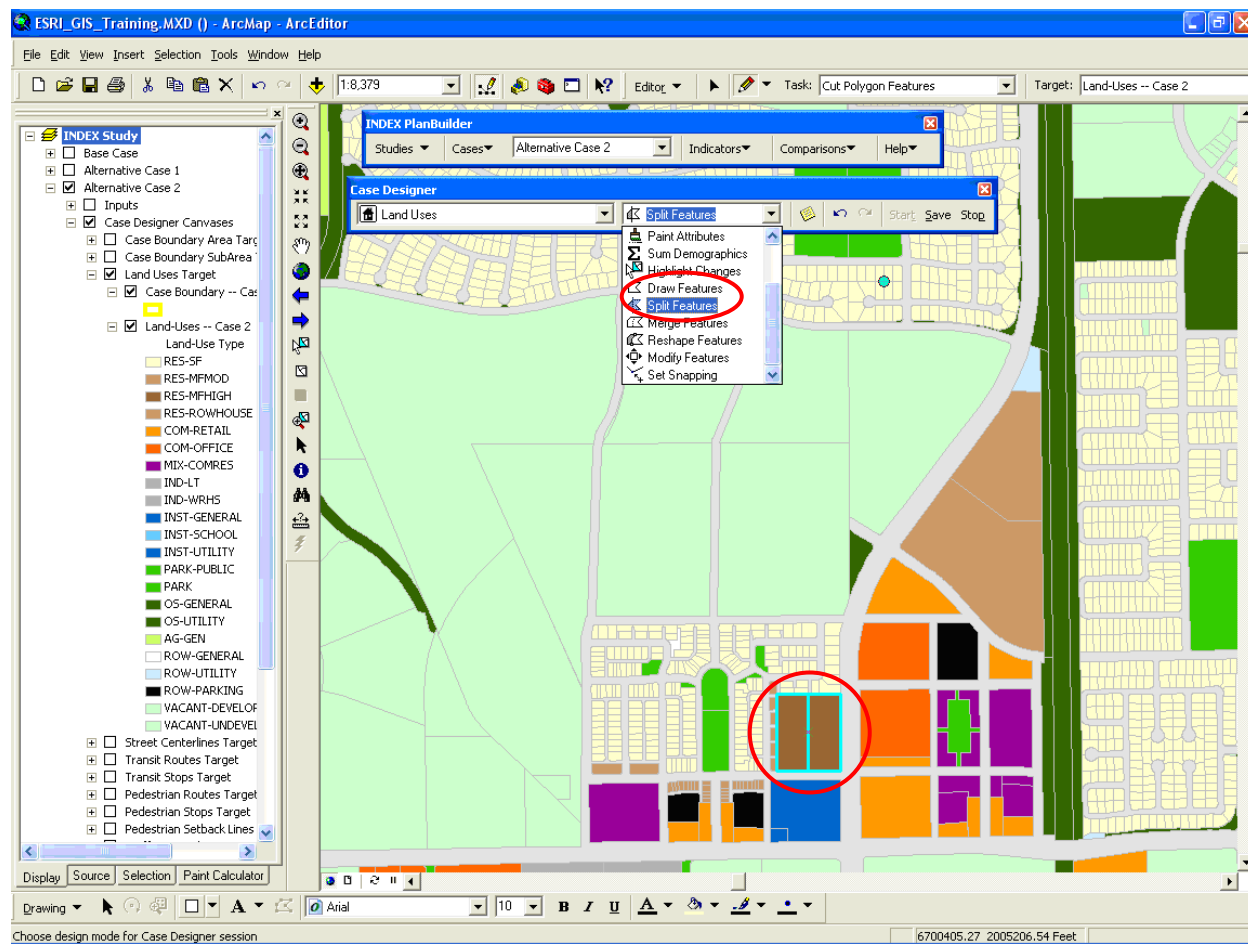 ESRI_GIS_Training.MXD () - ArcMap - ArcEditor
File Edit View Insert Selection Tools Window Help
1:8,379 Editor Task: Cut Polygon Features Target: Land-Uses -- Case 2
INDEX PlanBuilder
Studies Cases Alternative Case 2 Indicators Comparisons Help
Case Designer
Land Uses Split Features Start Save Stop
Paint Attributes
Sum Demographics
Highlight Changes
Draw Features
Split Features
Merge Features
Reshape Features
Modify Features
Set Snapping
INDEX Study
Base Case
Alternative Case 1
Alternative Case 2
Inputs
Case Designer Canvases
Case Boundary Area Targ
Case Boundary SubArea
Land Uses Target
Case Boundary -- Cas
Land-Uses -- Case 2
Land-Use Type
RES-SF
RES-MFMOD
RES-MFHIGH
RES-ROWHOUSE
COM-RETAIL
COM-OFFICE
MIX-COMRES
IND-LT
IND-WRHS
INST-GENERAL
INST-SCHOOL
INST-UTILITY
PARK-PUBLIC
PARK
OS-GENERAL
OS-UTILITY
AG-GEN
ROW-GENERAL
ROW-UTILITY
ROW-PARKING
VACANT-DEVELOP
VACANT-UNDEVEL
Street Centerlines Target
Transit Routes Target
Transit Stops Target
Pedestrian Routes Target
Pedestrian Stops Target
Pedestrian Setback Lines
Display Source Selection Paint Calculator
Drawing A Arial 10 B I U A
Choose design mode for Case Designer session
6700405.27 2005206.54 Feet